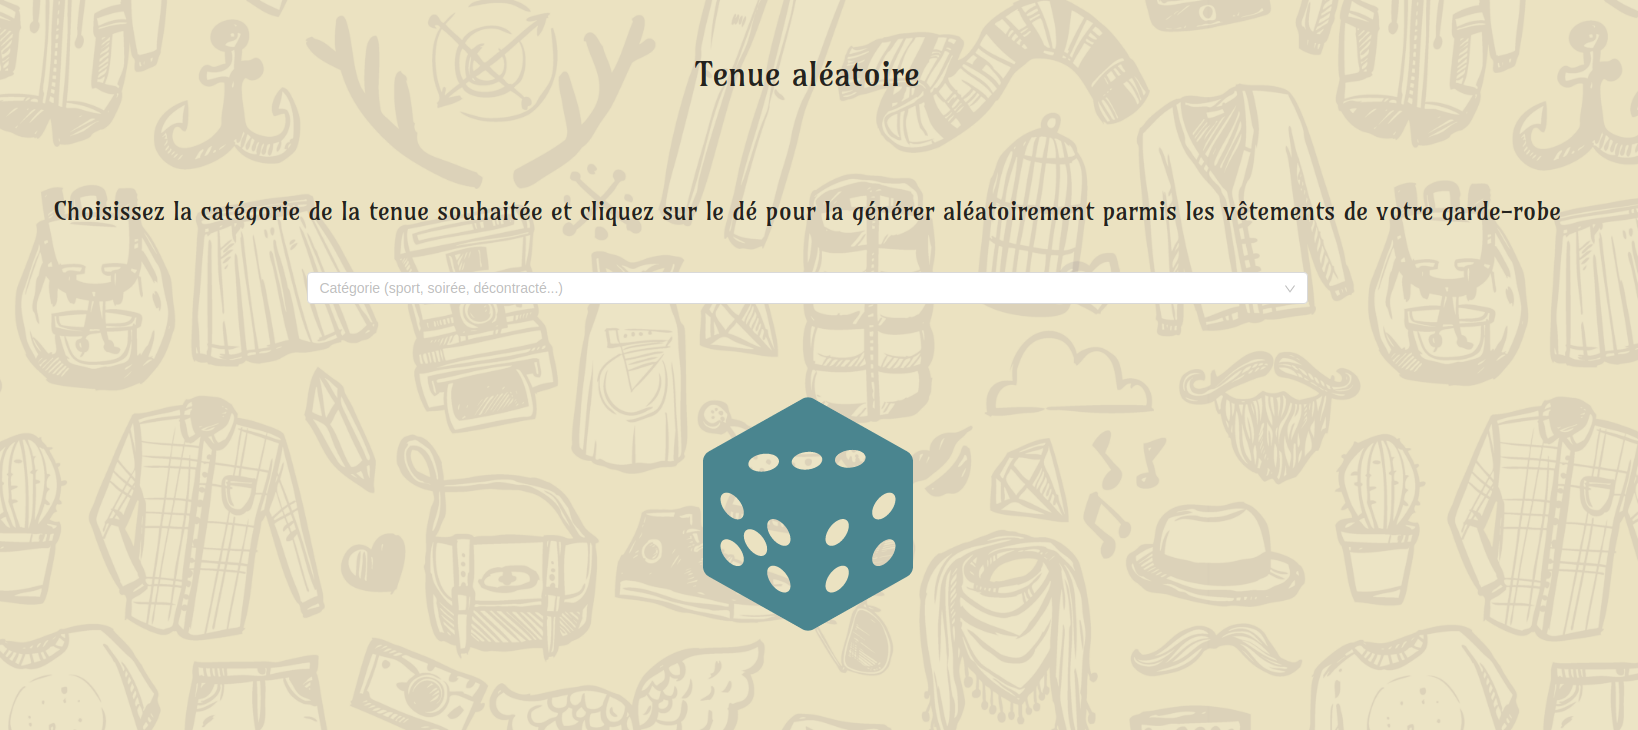 Tenue aléatoire
Choisissez la catégorie de la tenue souhaitée et cliquez sur le dé pour la générer aléatoirement parmis les vêtements de votre garde-robe
Catégorie (sport, soirée, décontracté...)